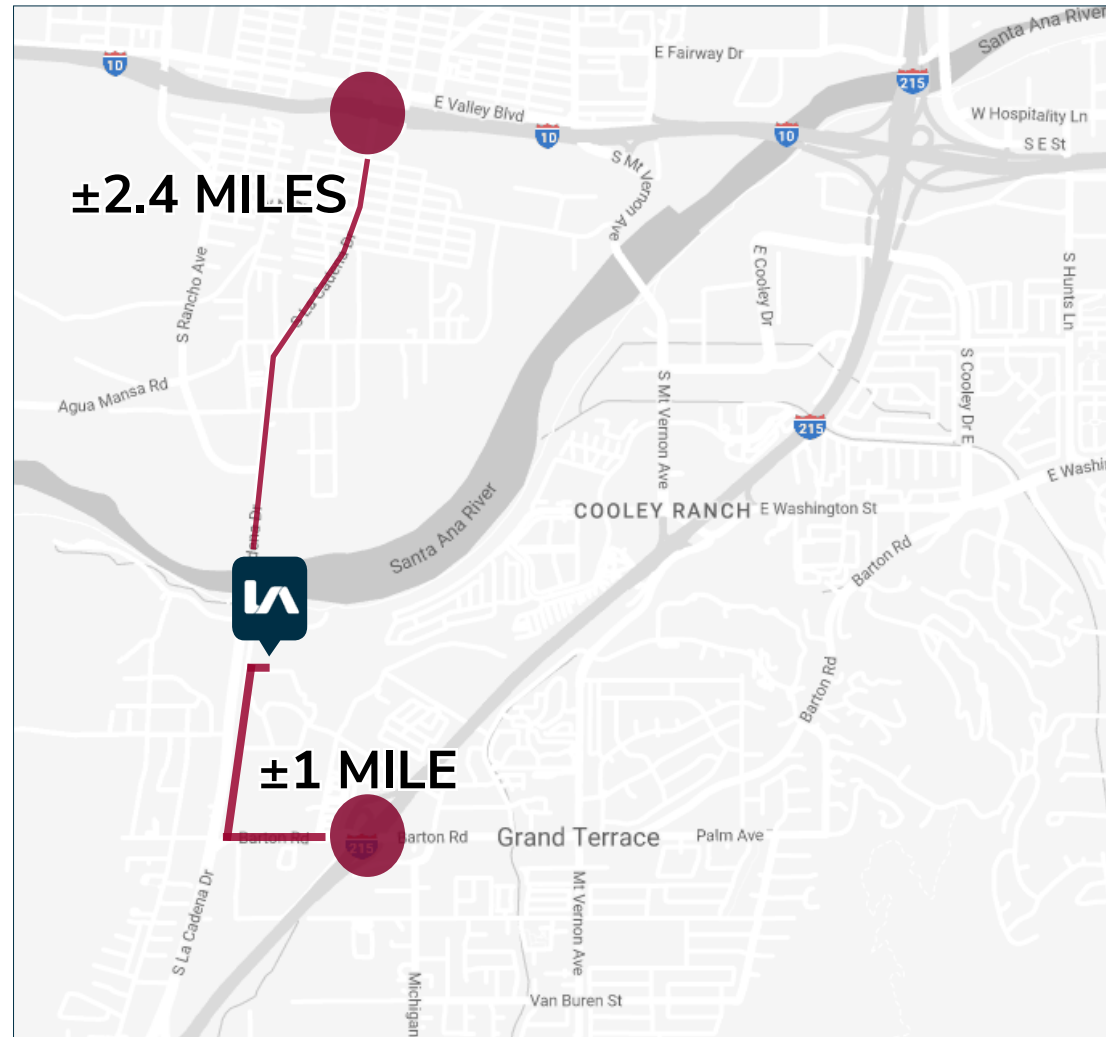 Santa Ana River
E Fairway Dr
10
215
E Valley Blvd
10
10
W Hospitality Ln
S E St
±2.4 MILES
S Mt Vernon Ave
S Rancho Ave
S La Cadena Dr
E Cooley Dr
S Hunts Ln
Agua Mansa Rd
S Mt Vernon Ave
S Cooley Dr E
215
E Washi
Santa Ana River
COOLEY RANCH
E Washington St
dena Dr
Barton Rd
LA
Barton Rd
±1 MILE
Barton Rd
215
Barton Rd
Grand Terrace
Palm Ave
S La Cadena Dr
Mt Vernon Ave
Michigan
Van Buren St